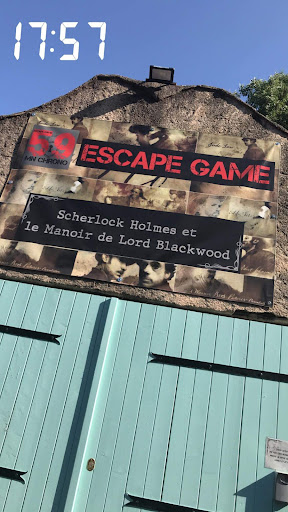 17:57
59
MN CHRONO
ESCAPE GAME
Scherlock Holmes et
le Manoir de Lord Blackwood